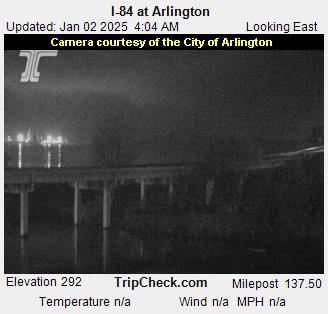 I-84 at Arlington
Updated: Jan 02 2025 4:04 AM Looking East
Camera courtesy of the City of Arlington
Elevation 292 TripCheck.com Milepost 137.50
Temperature n/a Wind n/a MPH n/a